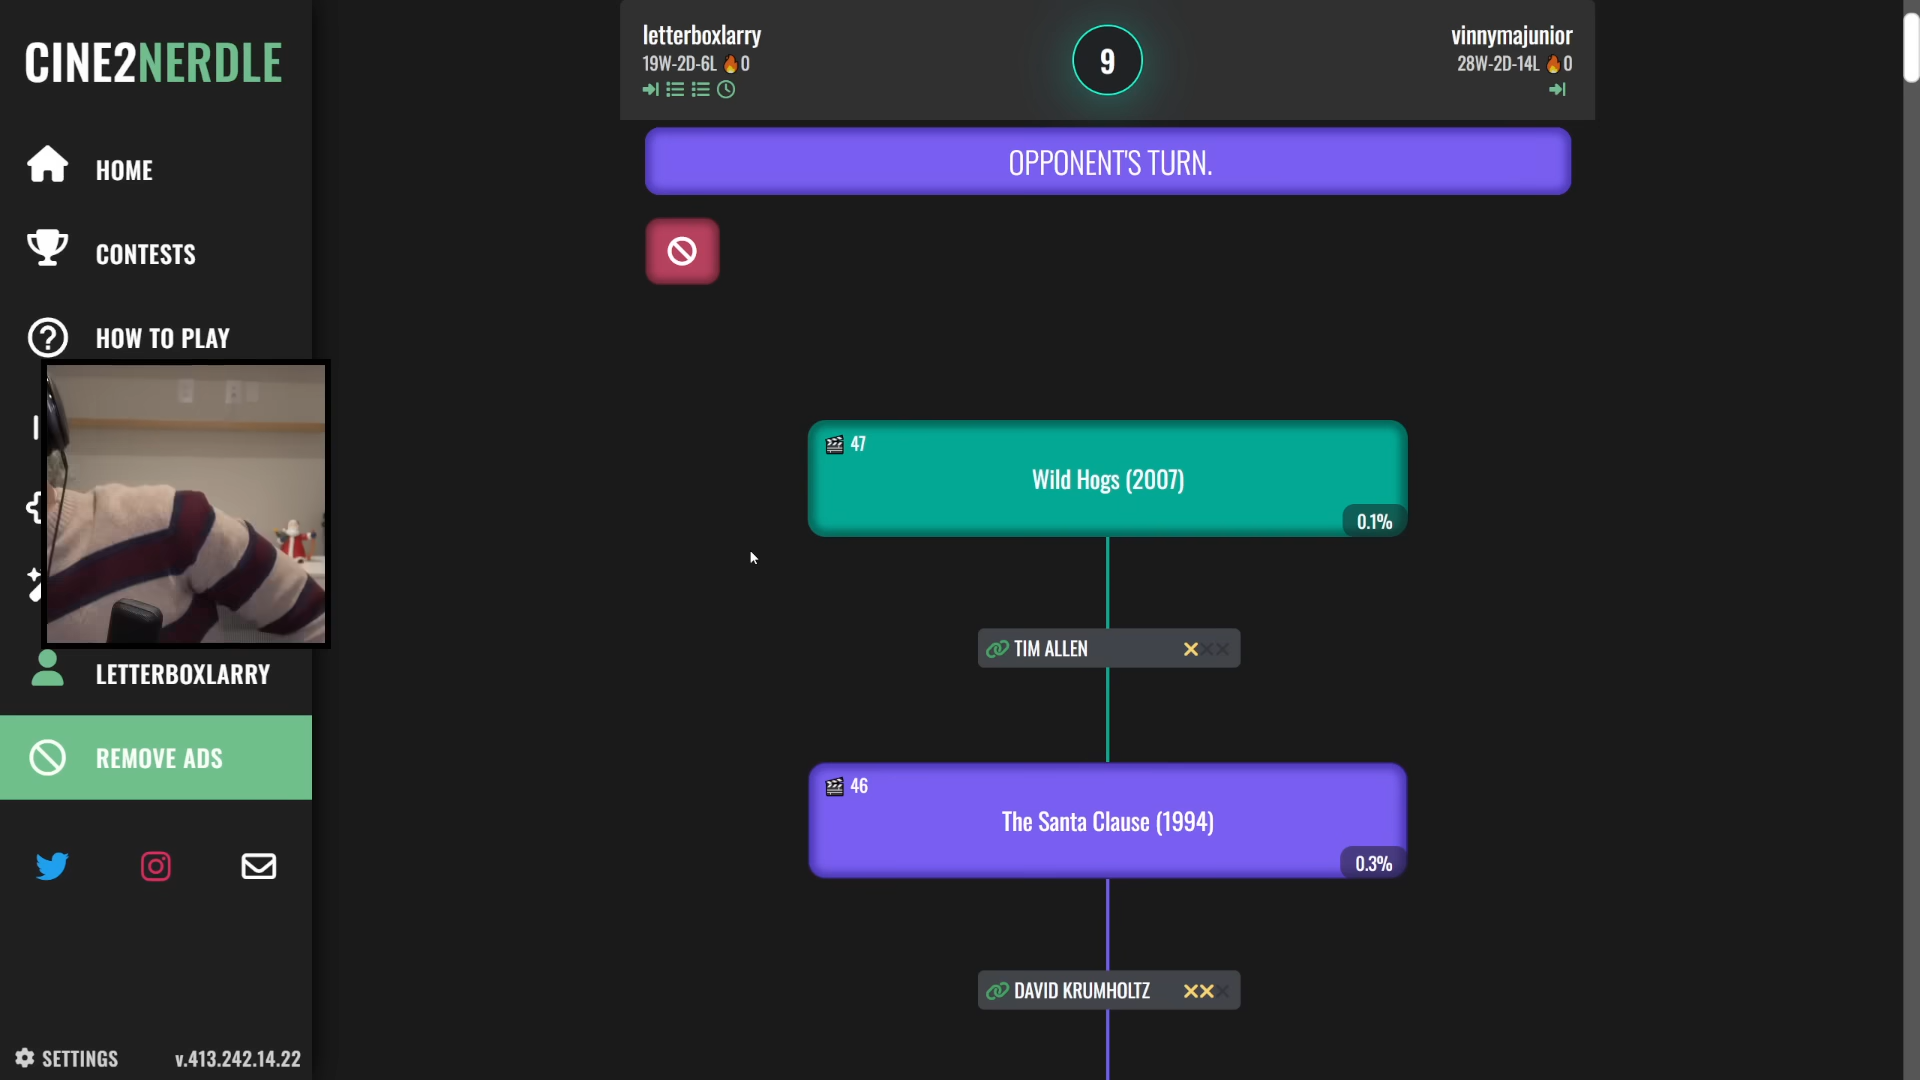 CINE2NERDLE
HOME
CONTESTS
HOW TO PLAY
LETTERBOXLARRY
REMOVE ADS
SETTINGS
v.413.242.14.22
letterboxlarry
19W-2D-6L 🔥0
9
vinnymajunior
28W-2D-14L 🔥0
OPPONENT'S TURN.
47
Wild Hogs (2007)
0.1%
TIM ALLEN
46
The Santa Clause (1994)
0.3%
DAVID KRUMHOLTZ